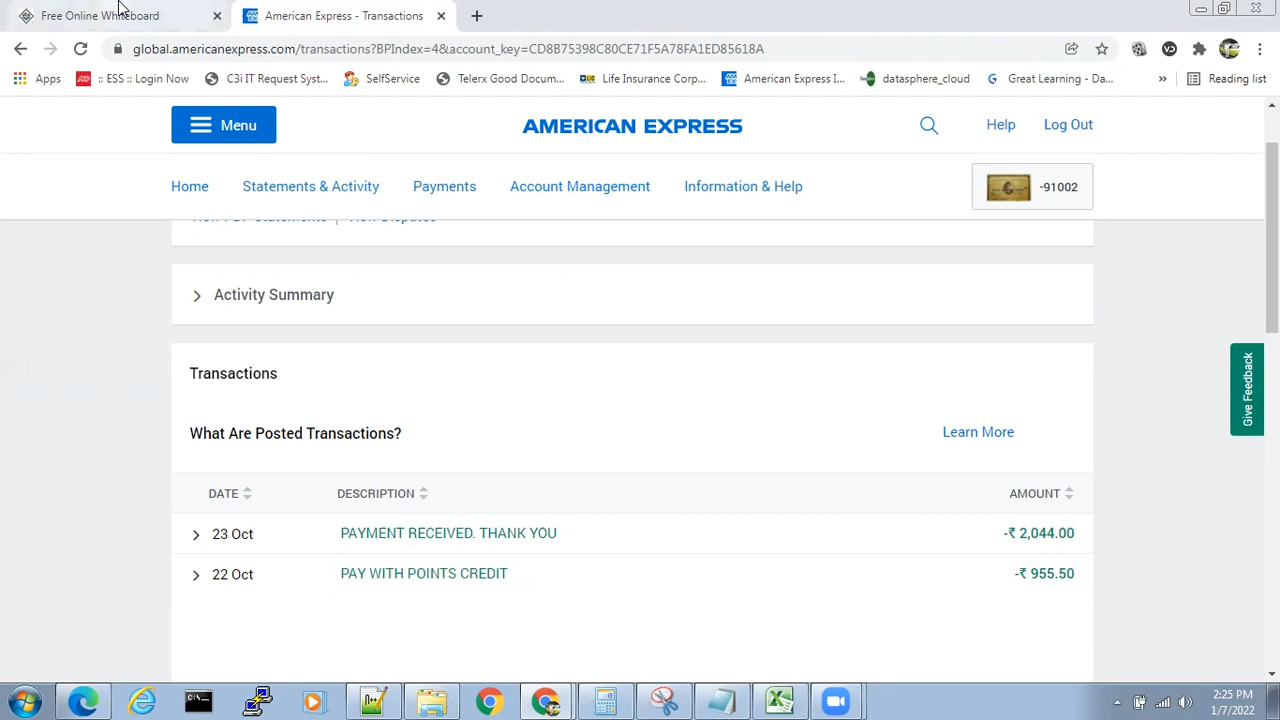 Free Online Whiteboard
American Express - Transactions
global.americanexpress.com/transactions?BPIndex=4&account_key=CD8B75398C80CE71F5A78FA1ED85618A
Apps
:: ESS :: Login Now
C3i IT Request Syst...
SelfService
Telerx Good Docum...
Life Insurance Corp...
American Express I...
datasphere_cloud
Great Learning - Da...
»
Reading list
Menu
AMERICAN EXPRESS
Help
Log Out
Home
Statements & Activity
Payments
Account Management
Information & Help
-91002
Activity Summary
Transactions
What Are Posted Transactions?
Learn More
Give Feedback
DATE
DESCRIPTION
AMOUNT
23 Oct
PAYMENT RECEIVED. THANK YOU
-₹ 2,044.00
22 Oct
PAY WITH POINTS CREDIT
-₹ 955.50
2:25 PM
1/7/2022